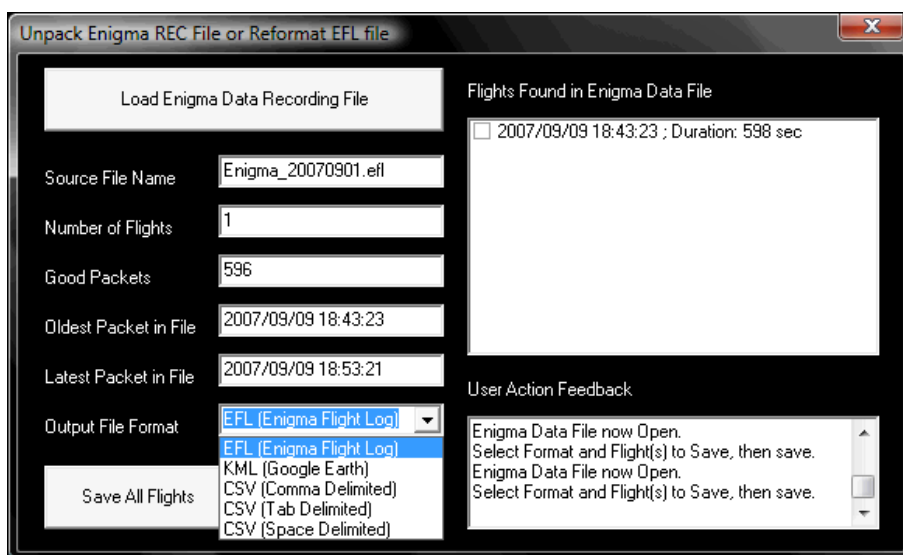 Unpack Enigma REC File or Reformat EFL file
Load Enigma Data Recording File
Source File Name
Enigma_20070901.efl
Number of Flights
1
Good Packets
596
Oldest Packet in File
2007/09/09 18:43:23
Latest Packet in File
2007/09/09 18:53:21
Output File Format
EFL (Enigma Flight Log)
EFL (Enigma Flight Log)
KML (Google Earth)
CSV (Comma Delimited)
CSV (Tab Delimited)
CSV (Space Delimited)
Save All Flights
Flights Found in Enigma Data File
2007/09/09 18:43:23 ; Duration: 598 sec
User Action Feedback
Enigma Data File now Open.
Select Format and Flight(s) to Save, then save.
Enigma Data File now Open.
Select Format and Flight(s) to Save, then save.